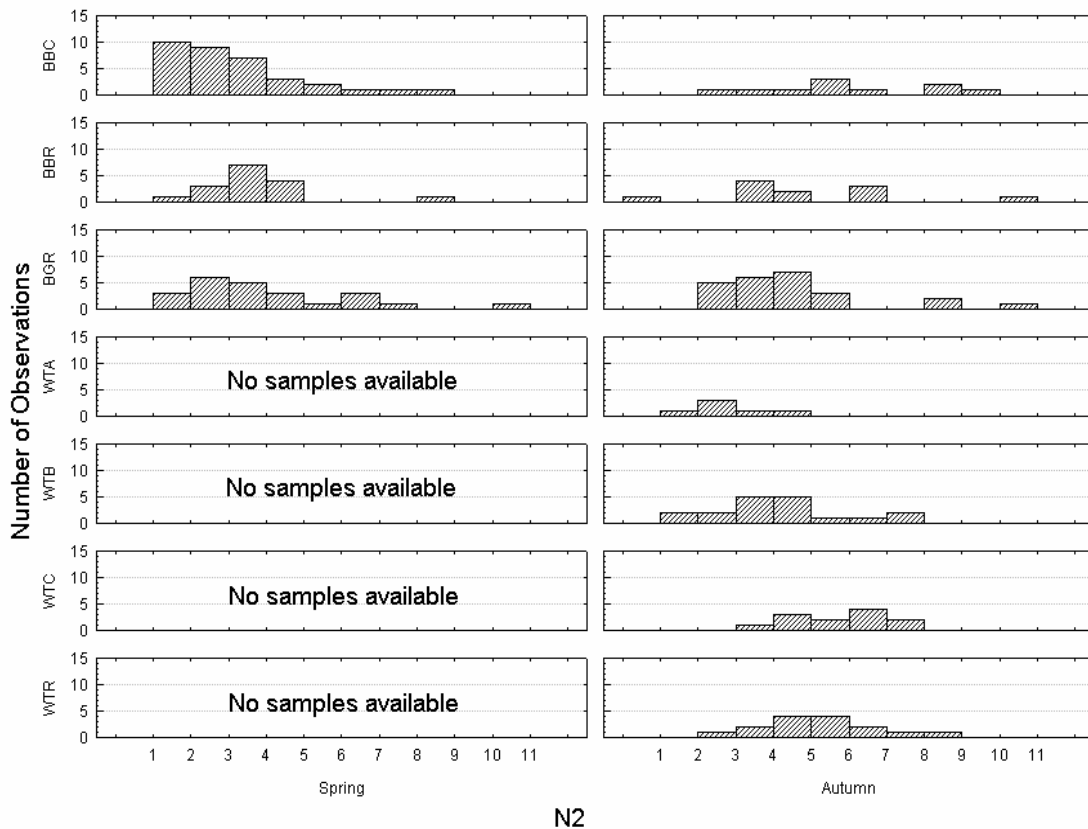 Number of Observations
BBC
15
10
5
0
BBR
15
10
5
0
BGR
15
10
5
0
WTA
15
10
5
0
No samples available
WTB
15
10
5
0
No samples available
WTC
15
10
5
0
No samples available
WTR
15
10
5
0
No samples available
1 2 3 4 5 6 7 8 9 10 11
1 2 3 4 5 6 7 8 9 10 11
Spring
Autumn
N2